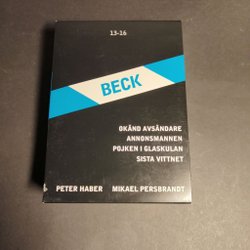 13-16
BECK
OKÄND AVSÄNDARE
ANNONSMANNEN
POJKEN I GLASKULAN
SISTA VITTNET
PETER HABER MIKAEL PERSBRANDT